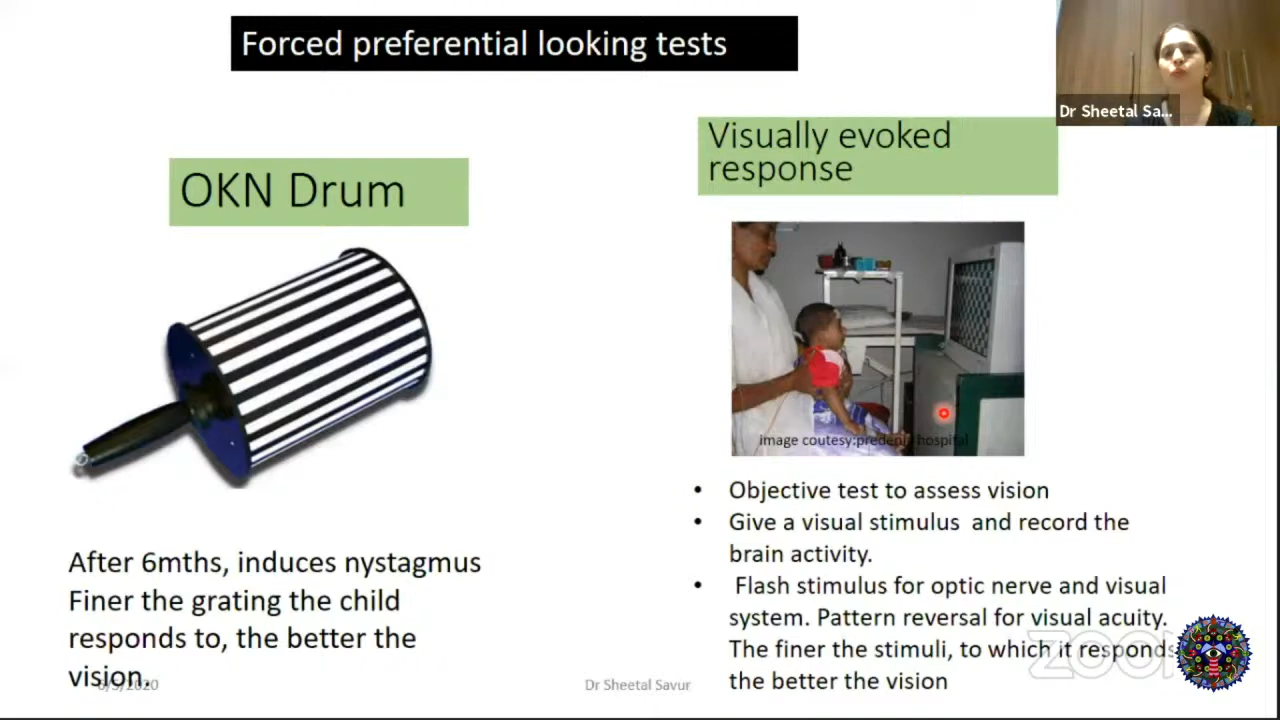 Forced preferential looking tests
Dr Sheetal Sa...
Visually evoked
response
OKN Drum
image coutesy:predenti hospital
After 6mths, induces nystagmus
Finer the grating the child
responds to, the better the
vision.
Objective test to assess vision
Give a visual stimulus and record the
brain activity.
Flash stimulus for optic nerve and visual
system. Pattern reversal for visual acuity.
The finer the stimuli, to which it responds
the better the vision
Dr Sheetal Savur
zoom